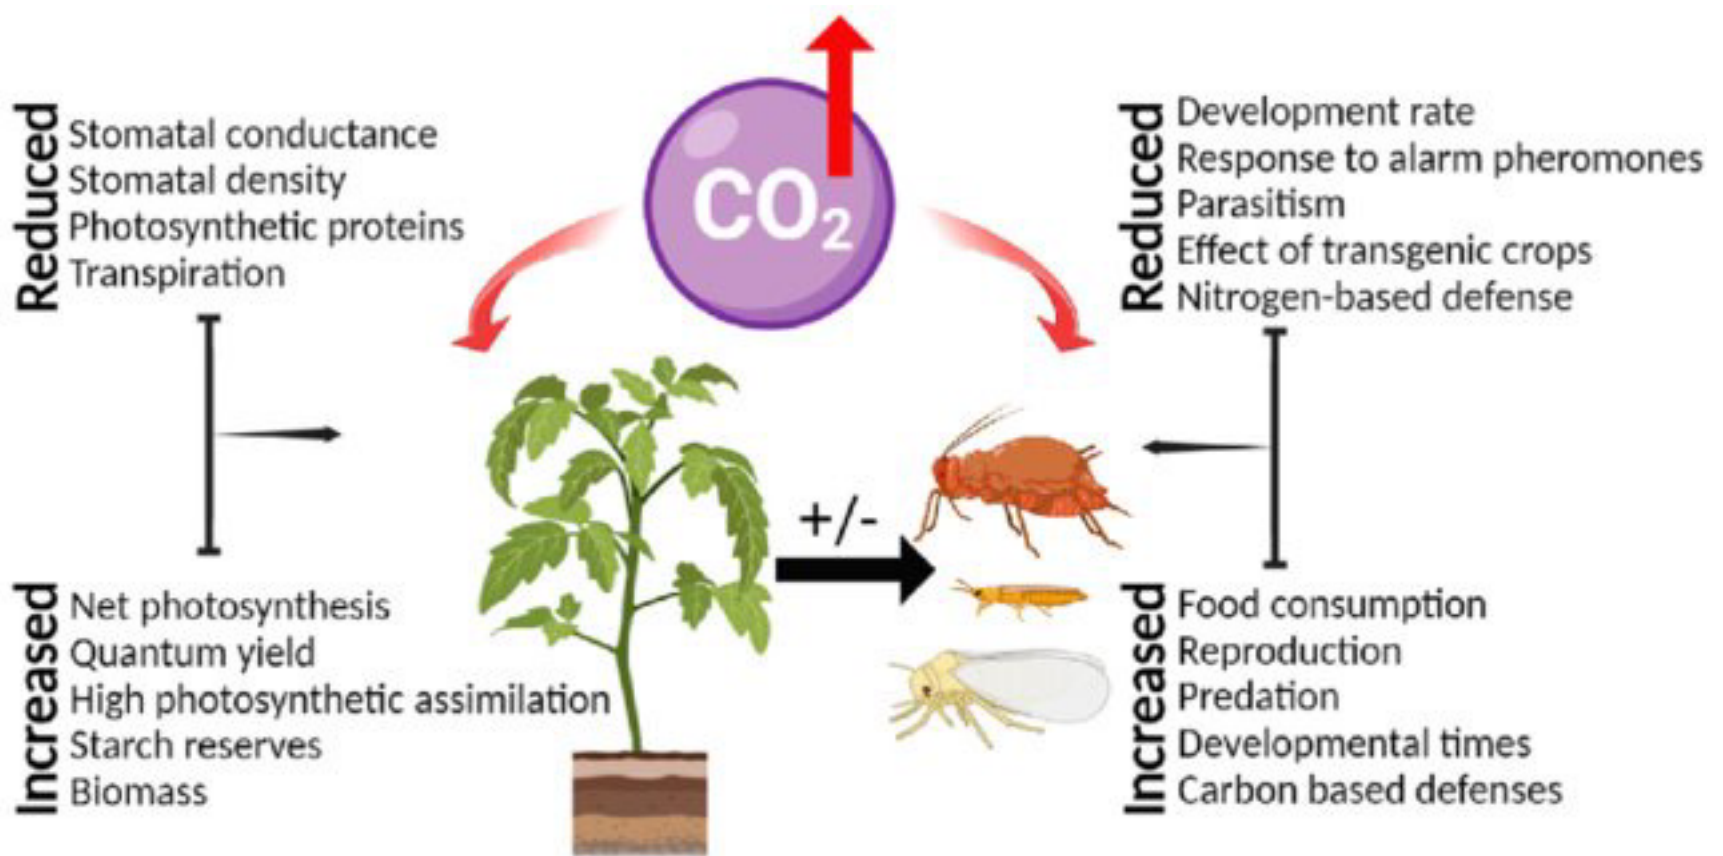 Reduced
Stomatal conductance
Stomatal density
Photosynthetic proteins
Transpiration
CO₂
Reduced
Development rate
Response to alarm pheromones
Parasitism
Effect of transgenic crops
Nitrogen-based defense
+/-
Increased
Net photosynthesis
Quantum yield
High photosynthetic assimilation
Starch reserves
Biomass
Increased
Food consumption
Reproduction
Predation
Developmental times
Carbon based defenses